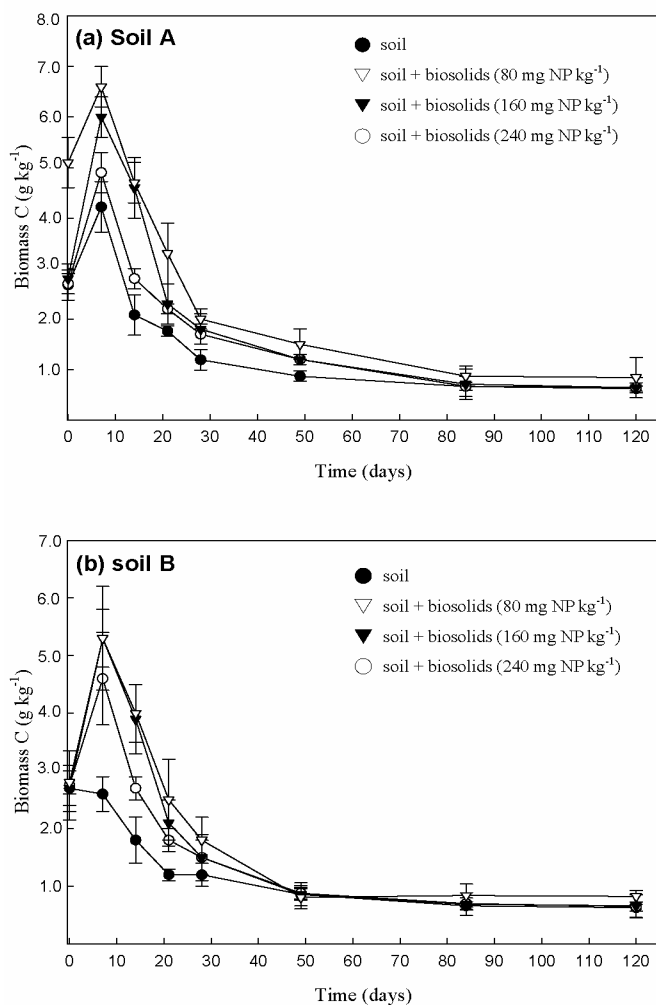 (a) Soil A
soil
soil + biosolids (80 mg NP kg⁻¹)
soil + biosolids (160 mg NP kg⁻¹)
soil + biosolids (240 mg NP kg⁻¹)
Biomass C (g kg⁻¹)
8.0
7.0
6.0
5.0
4.0
3.0
2.0
1.0
0 10 20 30 40 50 60 70 80 90 100 110 120
Time (days)
(b) soil B
soil
soil + biosolids (80 mg NP kg⁻¹)
soil + biosolids (160 mg NP kg⁻¹)
soil + biosolids (240 mg NP kg⁻¹)
Biomass C (g kg⁻¹)
7.0
6.0
5.0
4.0
3.0
2.0
1.0
0 10 20 30 40 50 60 70 80 90 100 110 120
Time (days)